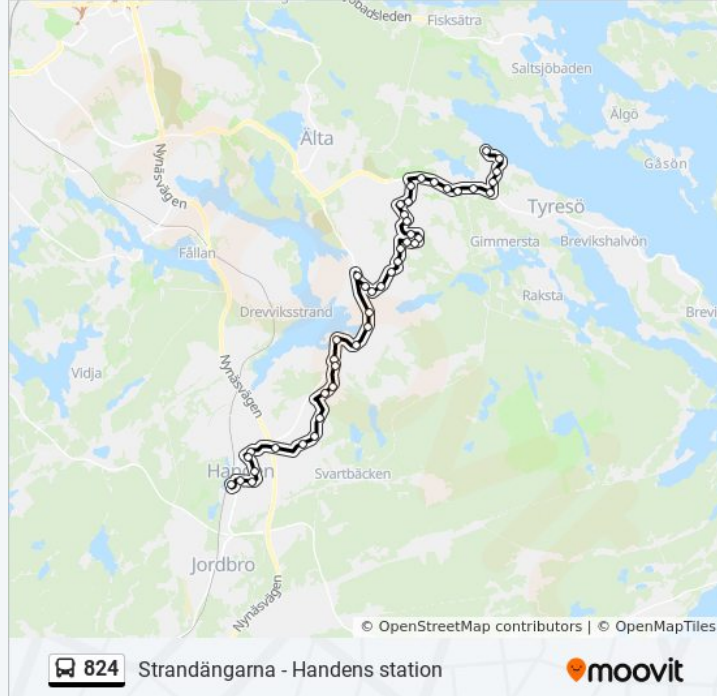 Fisksätra
Saltsjöbaden
Älgö
Älta
Gåsön
Nynäsvägen
Tyresö
Gimmersta
Brevikshalvön
Fållan
Raksta
Drevviksstrand
Vidja
Nynäsvägen
Svartbäcken
Jordbro
Nynäsvägen
© OpenStreetMap contributors | © OpenMapTiles
824 Strandängarna - Handens station
moovit